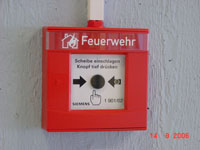 Feuerwehr
Scheibe einschlagen
Knopf tief drücken
SIEMENS